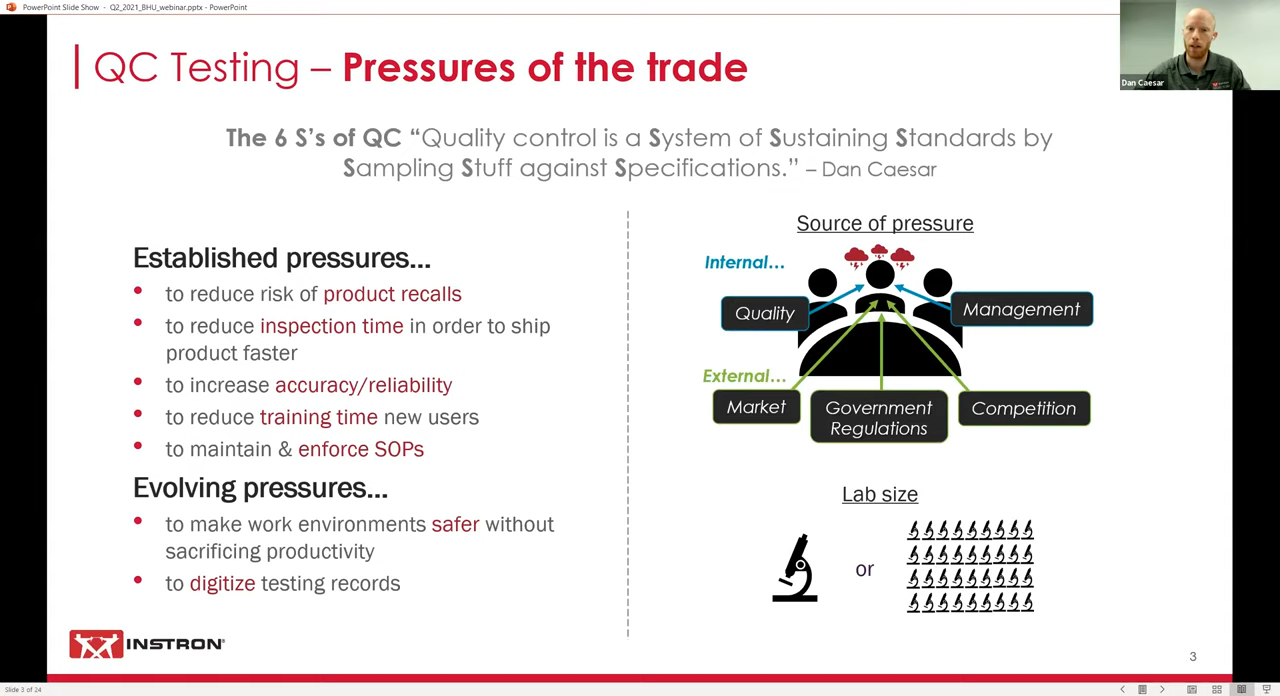 PowerPoint Slide Show - Q2_2021_BHU_webinar.pptx - PowerPoint
QC Testing – Pressures of the trade
Dan Caesar
The 6 S's of QC “Quality control is a System of Sustaining Standards by
Sampling Stuff against Specifications.” – Dan Caesar
Established pressures...
• to reduce risk of product recalls
• to reduce inspection time in order to ship
product faster
• to increase accuracy/reliability
• to reduce training time new users
• to maintain & enforce SOPs
Evolving pressures...
• to make work environments safer without
sacrificing productivity
• to digitize testing records
Source of pressure
Internal...
Quality
Management
External...
Market
Government
Regulations
Competition
Lab size
or
INSTRON®
3
Slide 3 of 24